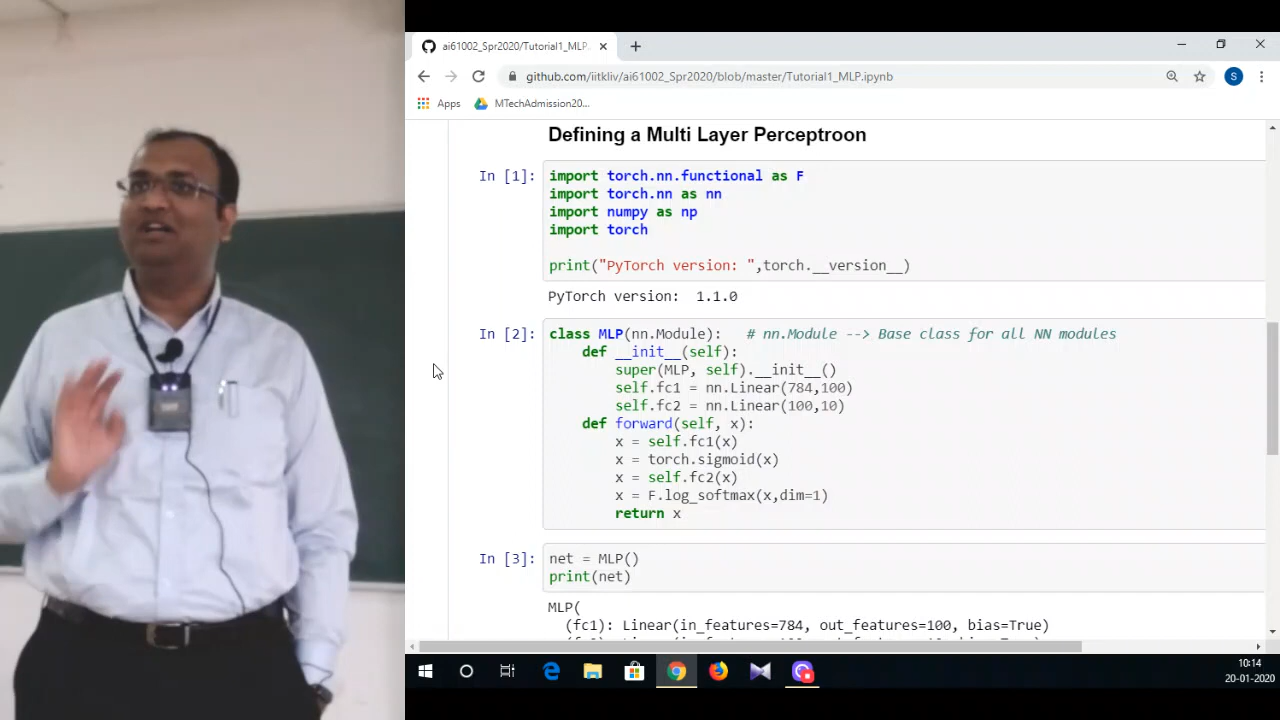 ai61002_Spr2020/Tutorial1_MLP.
github.com/iitkliv/ai61002_Spr2020/blob/master/Tutorial1_MLP.ipynb
S
Apps MTechAdmission20...
Defining a Multi Layer Perceptroon
In [1]: import torch.nn.functional as F
import torch.nn as nn
import numpy as np
import torch
print("PyTorch version: ",torch.__version__)
PyTorch version: 1.1.0
In [2]: class MLP(nn.Module): # nn.Module --> Base class for all NN modules
def __init__(self):
super(MLP, self).__init__()
self.fc1 = nn.Linear(784,100)
self.fc2 = nn.Linear(100,10)
def forward(self, x):
x = self.fc1(x)
x = torch.sigmoid(x)
x = self.fc2(x)
x = F.log_softmax(x,dim=1)
return x
In [3]: net = MLP()
print(net)
MLP(
(fc1): Linear(in_features=784, out_features=100, bias=True)
10:14
20-01-2020